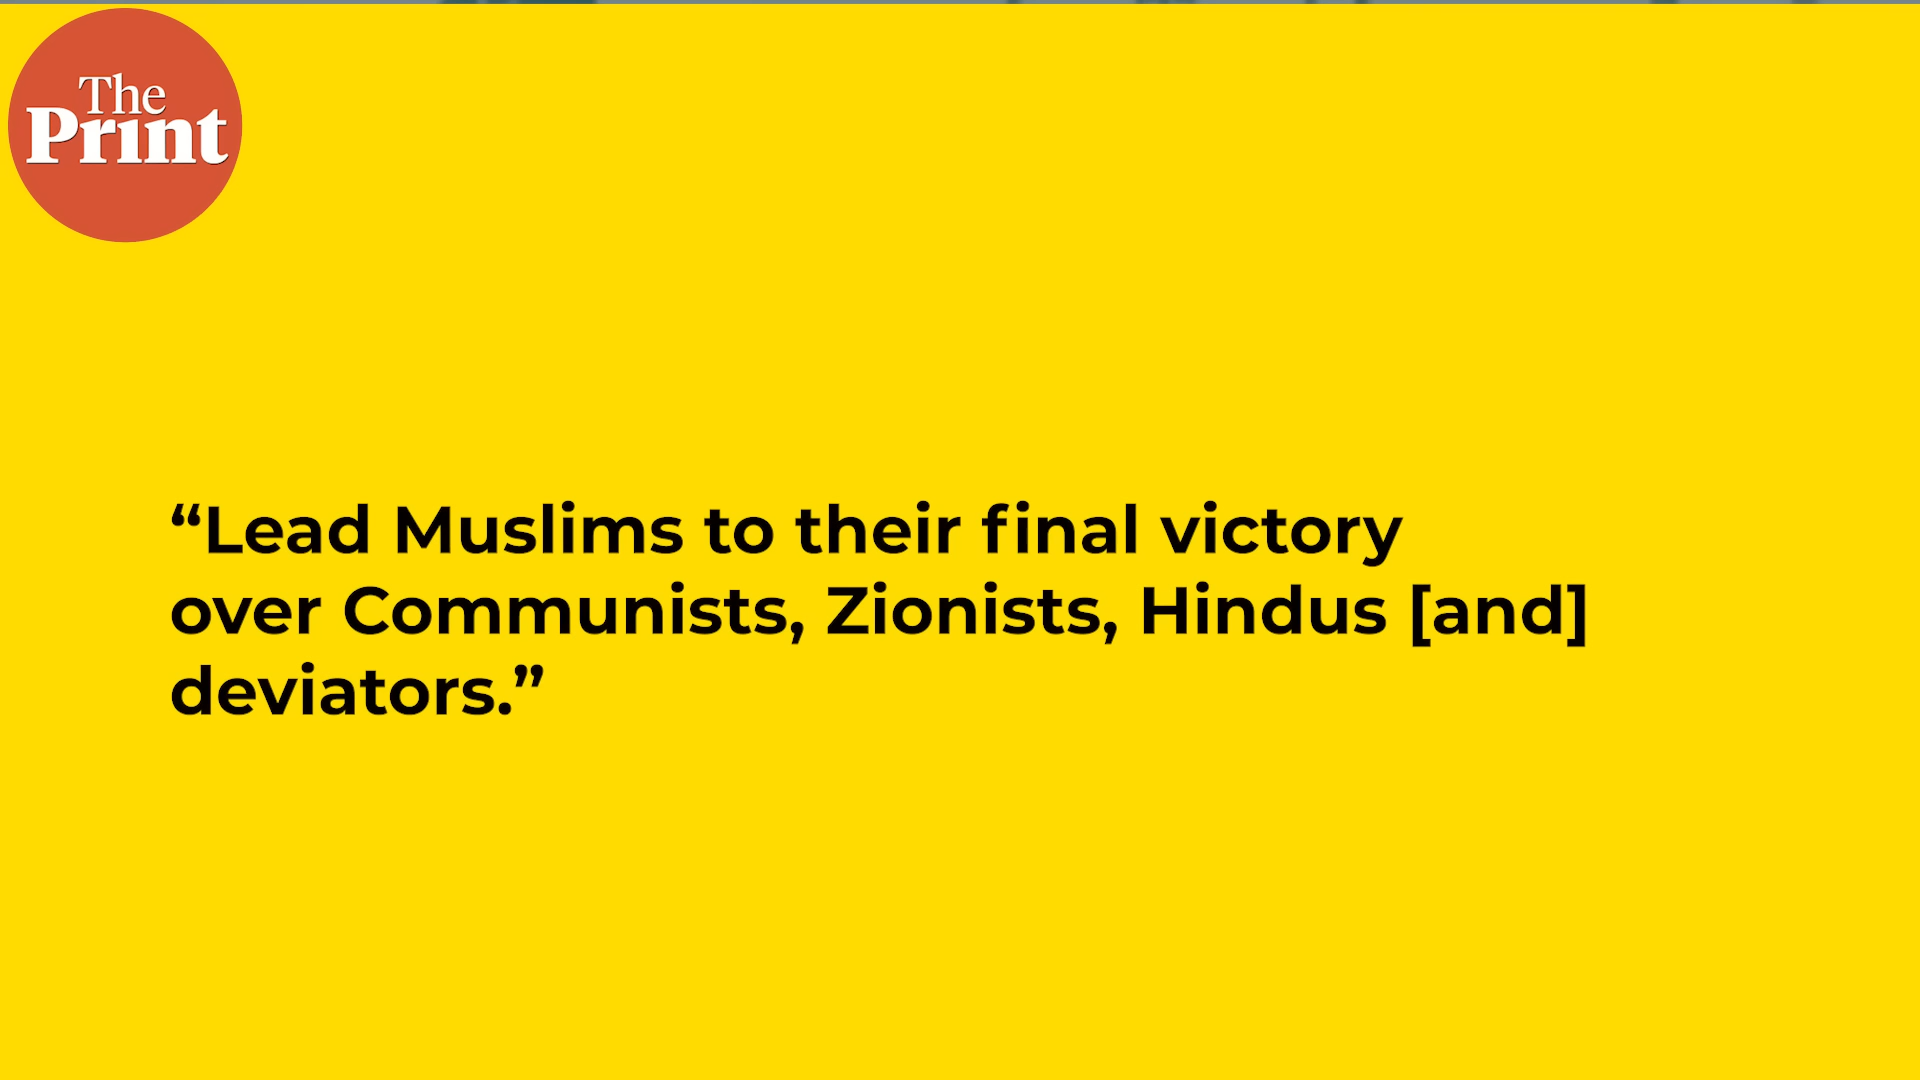 The
Print
“Lead Muslims to their final victory
over Communists, Zionists, Hindus [and]
deviators.”